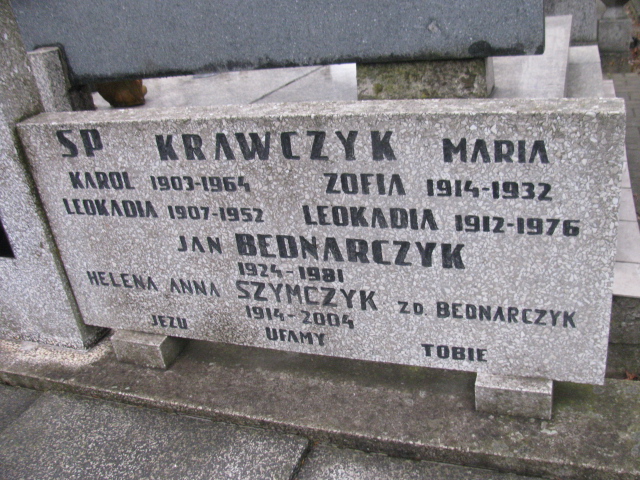 SP KRAWCZYK MARIA
KAROL 1903-1964 ZOFIA 1914-1932
LEOKADIA 1907-1952 LEOKADIA 1912-1976
JAN BEDNARCZYK
1924-1981
HELENA ANNA SZYMCZYK ZD. BEDNARCZYK
1914-2004
JEZU UFAMY TOBIE